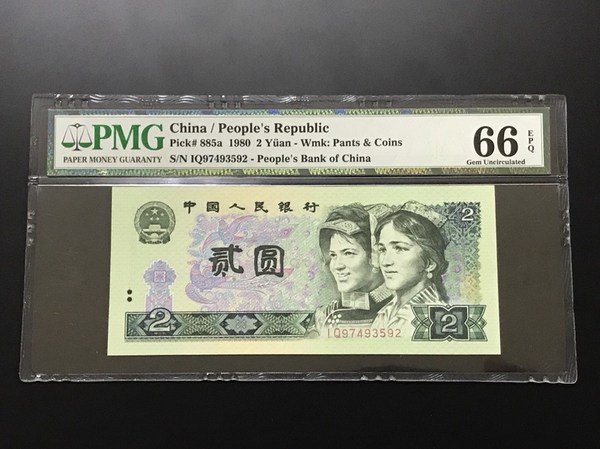 PMG
PAPER MONEY GUARANTY
China / People's Republic
Pick# 885a 1980 2 Yüan - Wmk: Pants & Coins
S/N IQ97493592 - People's Bank of China
66 EPQ
Gem Uncirculated
中国人民银行
2
贰圆
IQ97493592
2
2